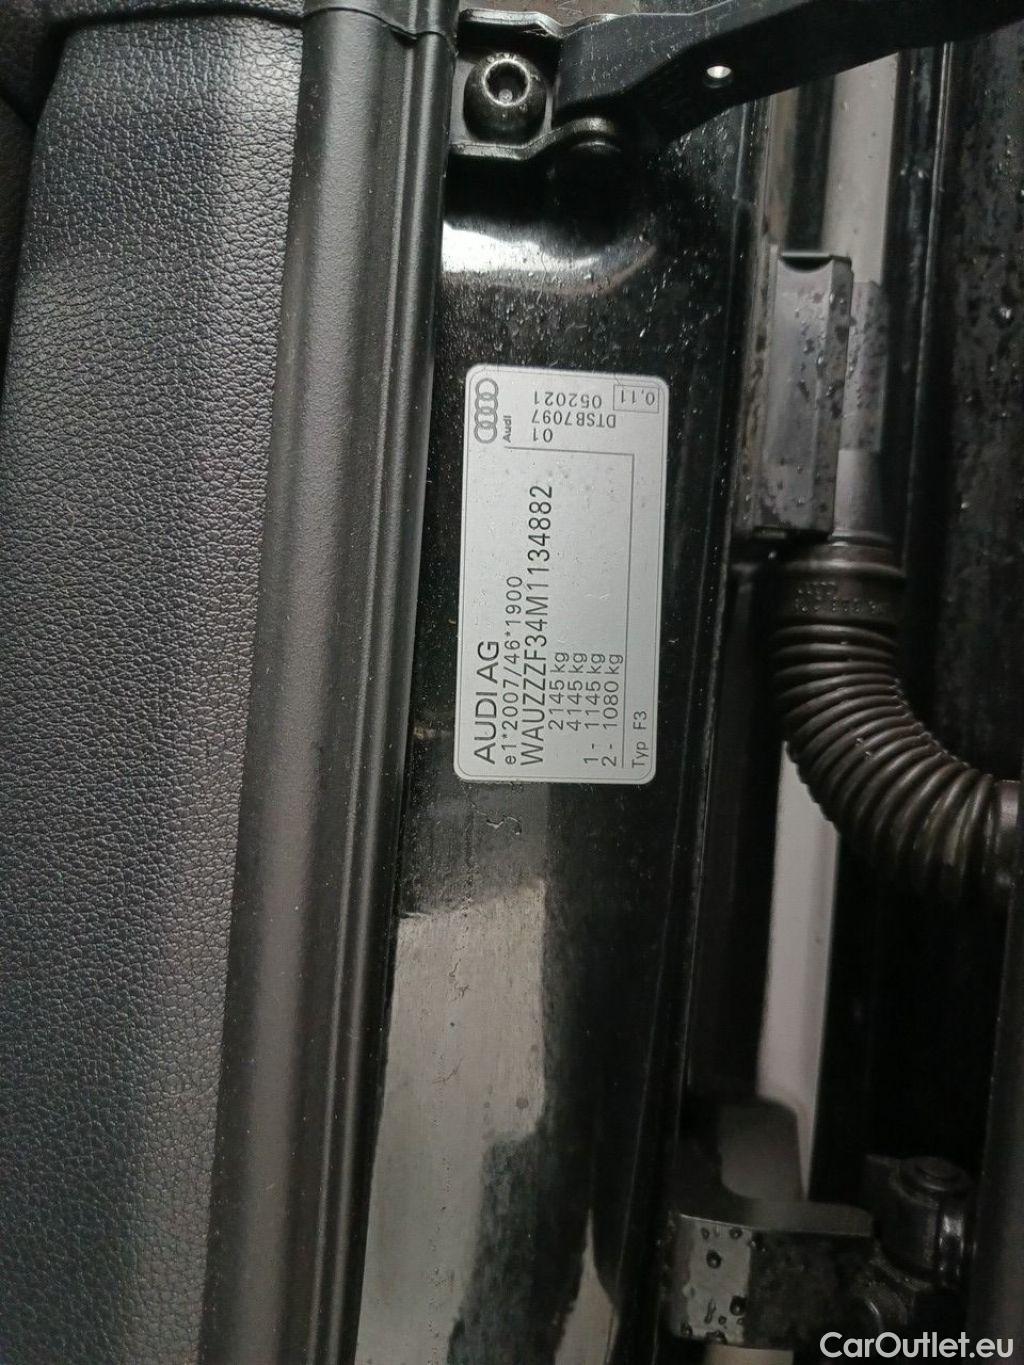 AUDI AG
e1*2007/46*1900
WAUZZZF34M1134882
2145 kg
4145 kg
1 - 1145 kg
2 - 1080 kg
Typ F3
Audi
01
DTSB7097
052021
0,11
CarOutlet.eu